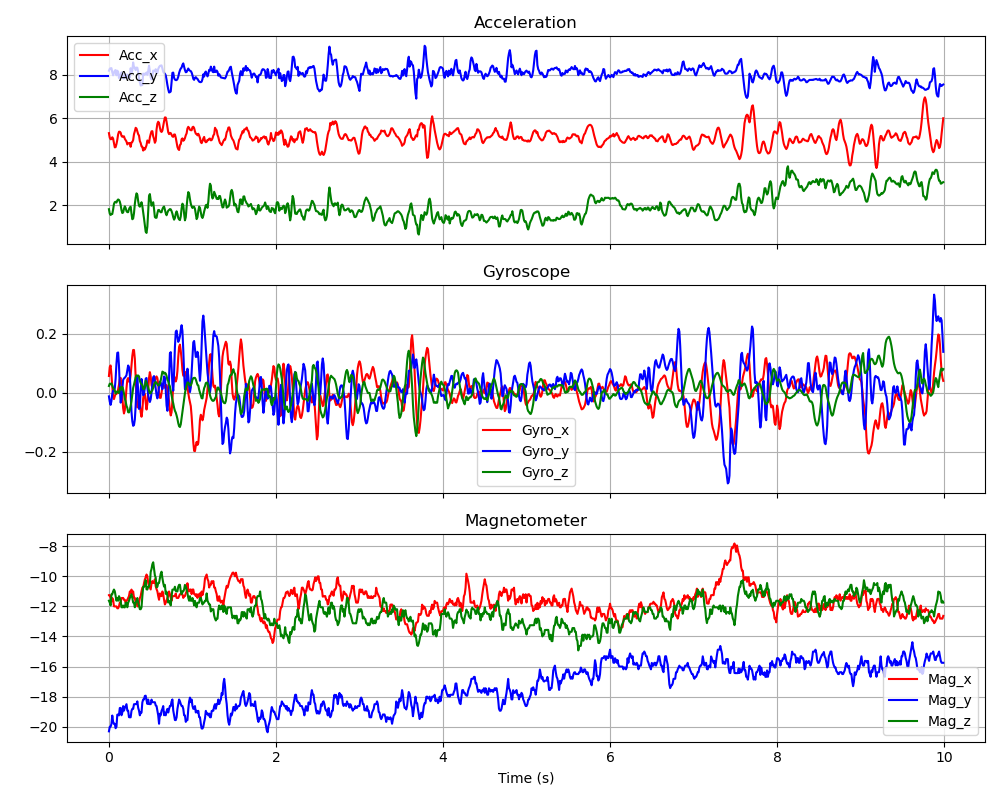 Acceleration
Acc_x
Acc_y
Acc_z
8
6
4
2
Gyroscope
0.2
0.0
−0.2
Gyro_x
Gyro_y
Gyro_z
Magnetometer
−8
−10
−12
−14
−16
−18
−20
Mag_x
Mag_y
Mag_z
0 2 4 6 8 10
Time (s)